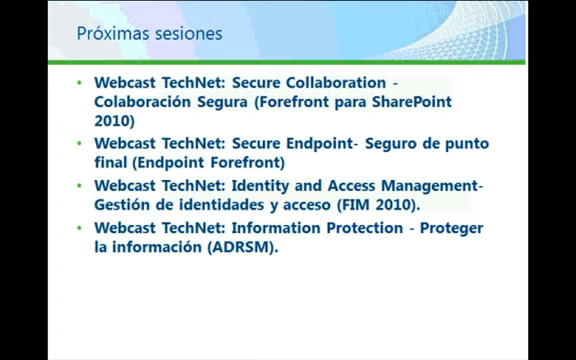 Próximas sesiones
• Webcast TechNet: Secure Collaboration -
Colaboración Segura (Forefront para SharePoint
2010)
• Webcast TechNet: Secure Endpoint- Seguro de punto
final (Endpoint Forefront)
• Webcast TechNet: Identity and Access Management-
Gestión de identidades y acceso (FIM 2010).
• Webcast TechNet: Information Protection - Proteger
la información (ADRSM).